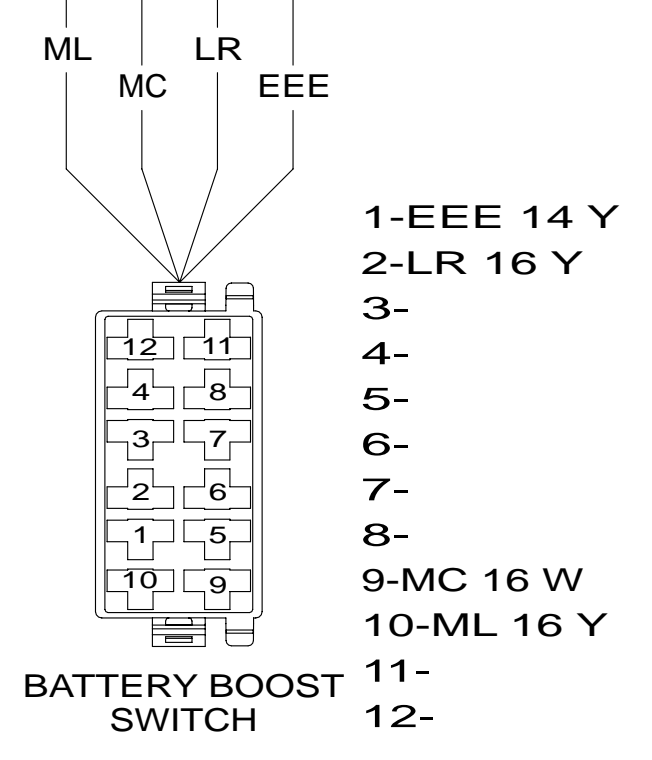 ML
LR
MC
EEE
1-EEE 14 Y
2-LR 16 Y
3-
4-
5-
6-
7-
8-
9-MC 16 W
10-ML 16 Y
11-
12-
12 11
4 8
3 7
2 6
1 5
10 9
BATTERY BOOST
SWITCH